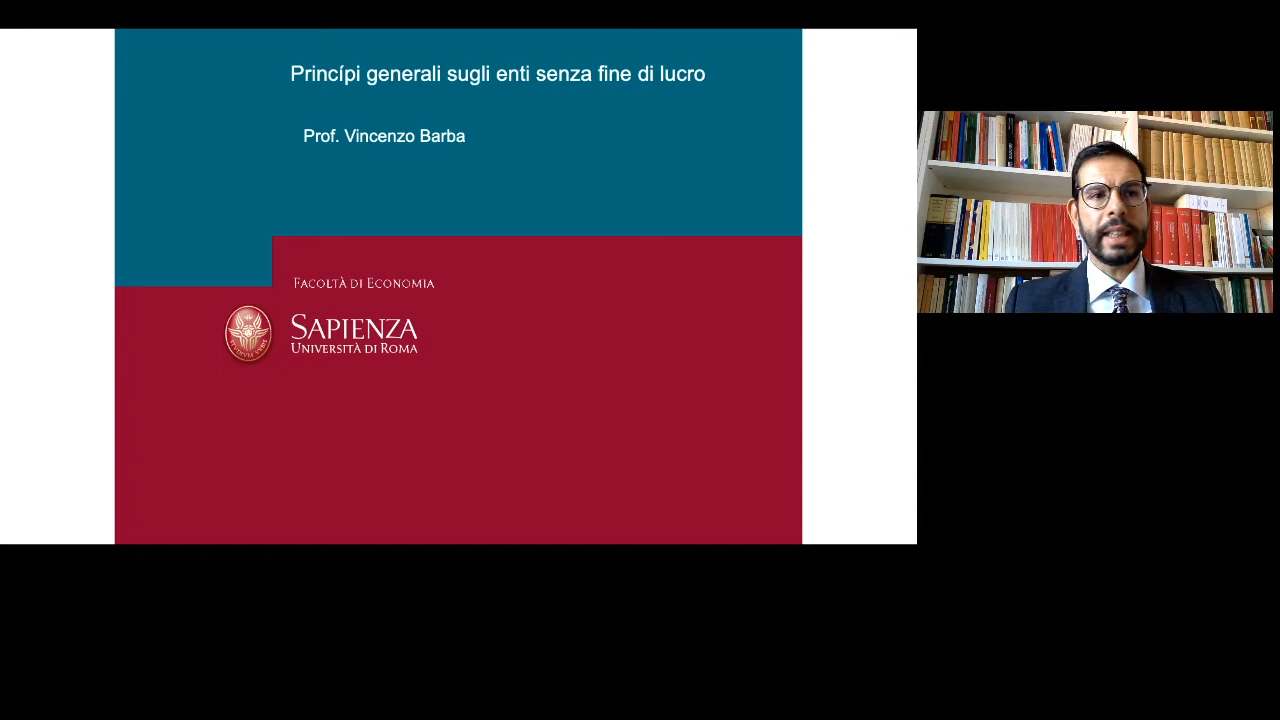 Princípi generali sugli enti senza fine di lucro
Prof. Vincenzo Barba
Facoltà di Economia
Sapienza
Università di Roma